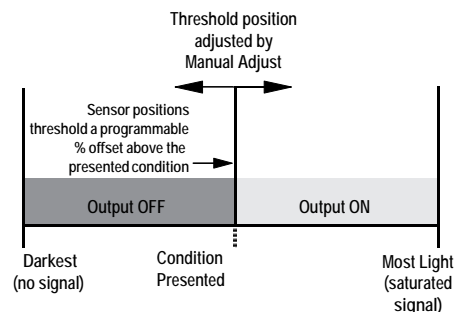 Threshold position
adjusted by
Manual Adjust
Sensor positions
threshold a programmable
% offset above the
presented condition
Output OFF
Output ON
Darkest
(no signal)
Condition
Presented
Most Light
(saturated
signal)